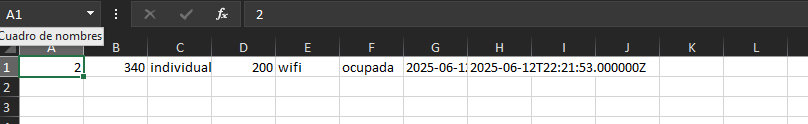 A1 fx 2
Cuadro de nombres
A B C D E F G H I J K L
1 2 340 individual 200 wifi ocupada 2025-06-12 2025-06-12T22:21:53.000000Z
2
3